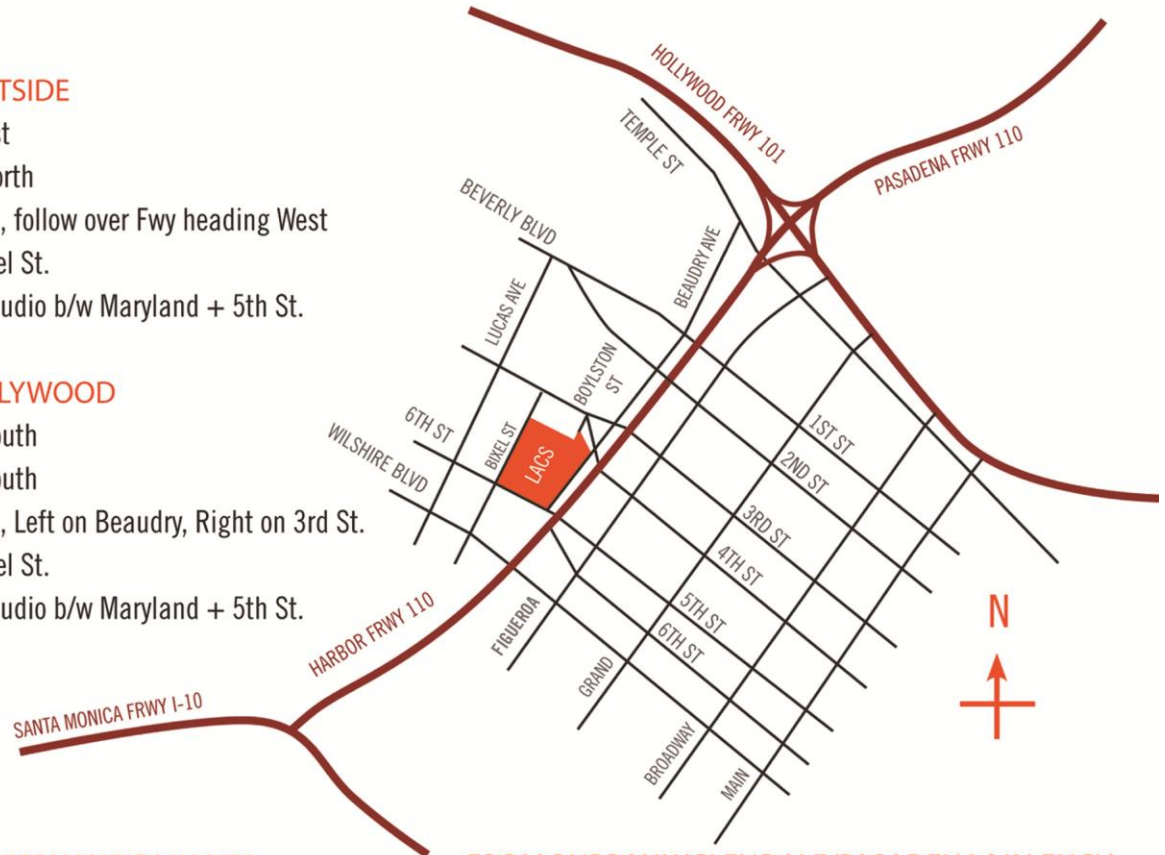 TSIDE
st
orth
, follow over Fwy heading West
el St.
udio b/w Maryland + 5th St.
LYWOOD
outh
outh
, Left on Beaudry, Right on 3rd St.
el St.
udio b/w Maryland + 5th St.
HOLLYWOOD FRWY 101
PASADENA FRWY 110
TEMPLE ST
BEVERLY BLVD
BEAUDRY AVE
LUCAS AVE
BOYLSTON
ST
6TH ST
BIXEL ST
WILSHIRE BLVD
LACS
1ST ST
2ND ST
3RD ST
4TH ST
5TH ST
6TH ST
FIGUEROA
GRAND
BROADWAY
MAIN
HARBOR FRWY 110
SANTA MONICA FRWY I-10
N